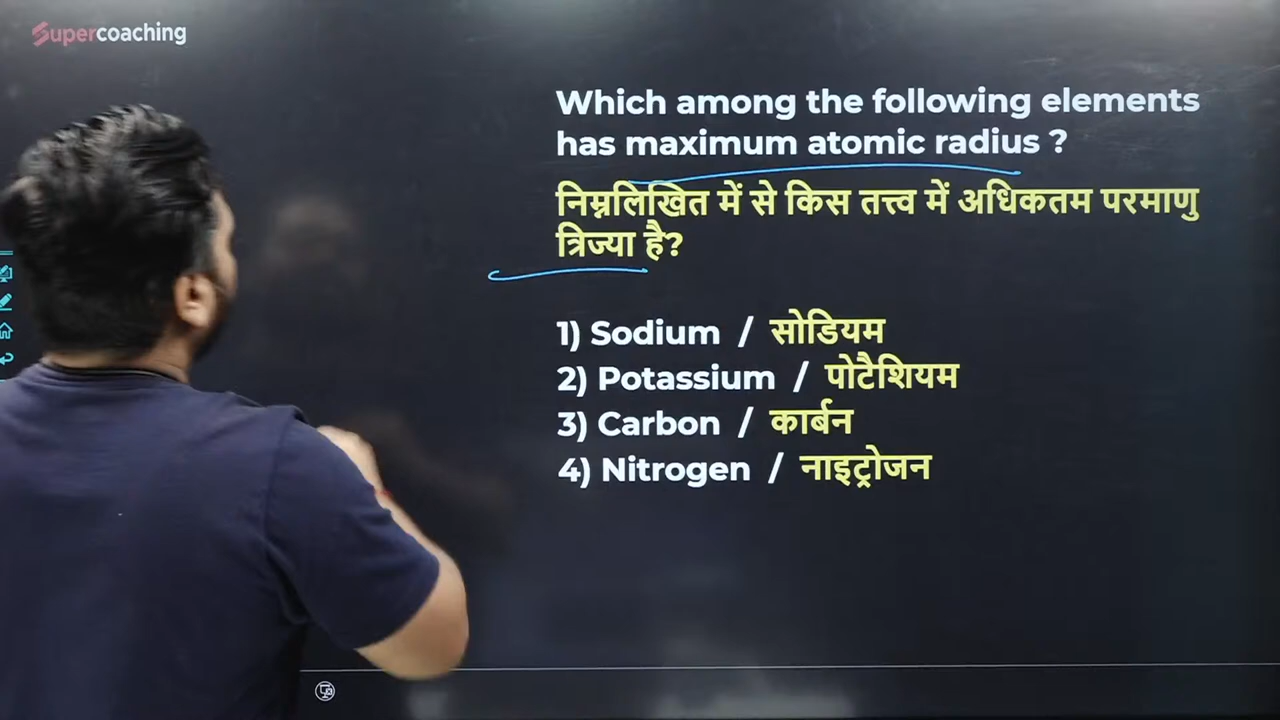 Supercoaching
Which among the following elements
has maximum atomic radius ?
निम्नलिखित में से किस तत्त्व में अधिकतम परमाणु
त्रिज्या है?
1) Sodium / सोडियम
2) Potassium / पोटैशियम
3) Carbon / कार्बन
4) Nitrogen / नाइट्रोजन